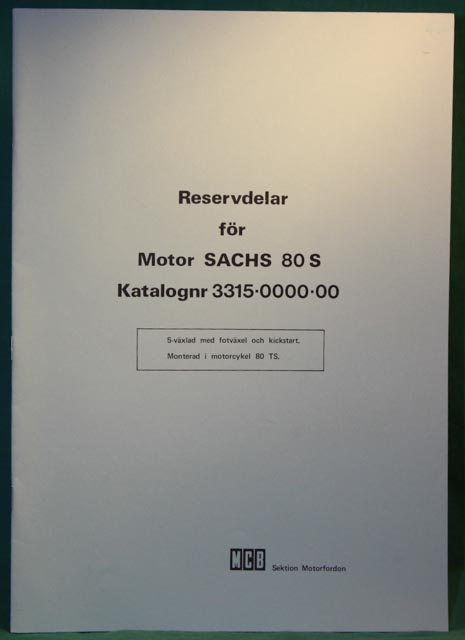 Reservdelar
för
Motor SACHS 80 S
Katalognr 3315·0000·00
5-växlad med fotväxel och kickstart.
Monterad i motorcykel 80 TS.
MCB Sektion Motorfordon